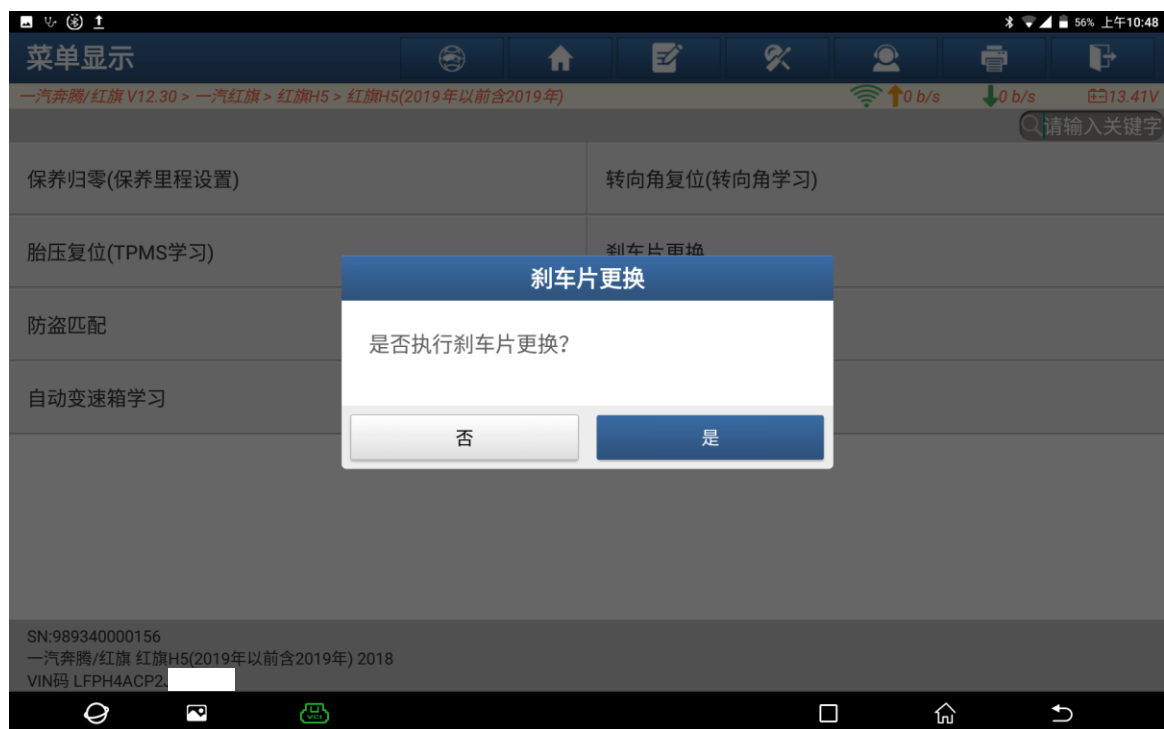 56% 上午10:48
菜单显示
一汽奔腾/红旗 V12.30 > 一汽红旗 > 红旗H5 > 红旗H5(2019年以前含2019年)
0 b/s 0 b/s 13.41V
请输入关键字
保养归零(保养里程设置)
转向角复位(转向角学习)
胎压复位(TPMS学习)
刹车片更换
刹车片更换
防盗匹配
是否执行刹车片更换？
自动变速箱学习
否
是
SN:989340000156
一汽奔腾/红旗 红旗H5(2019年以前含2019年) 2018
VIN码 LFPH4ACP2J
VCI